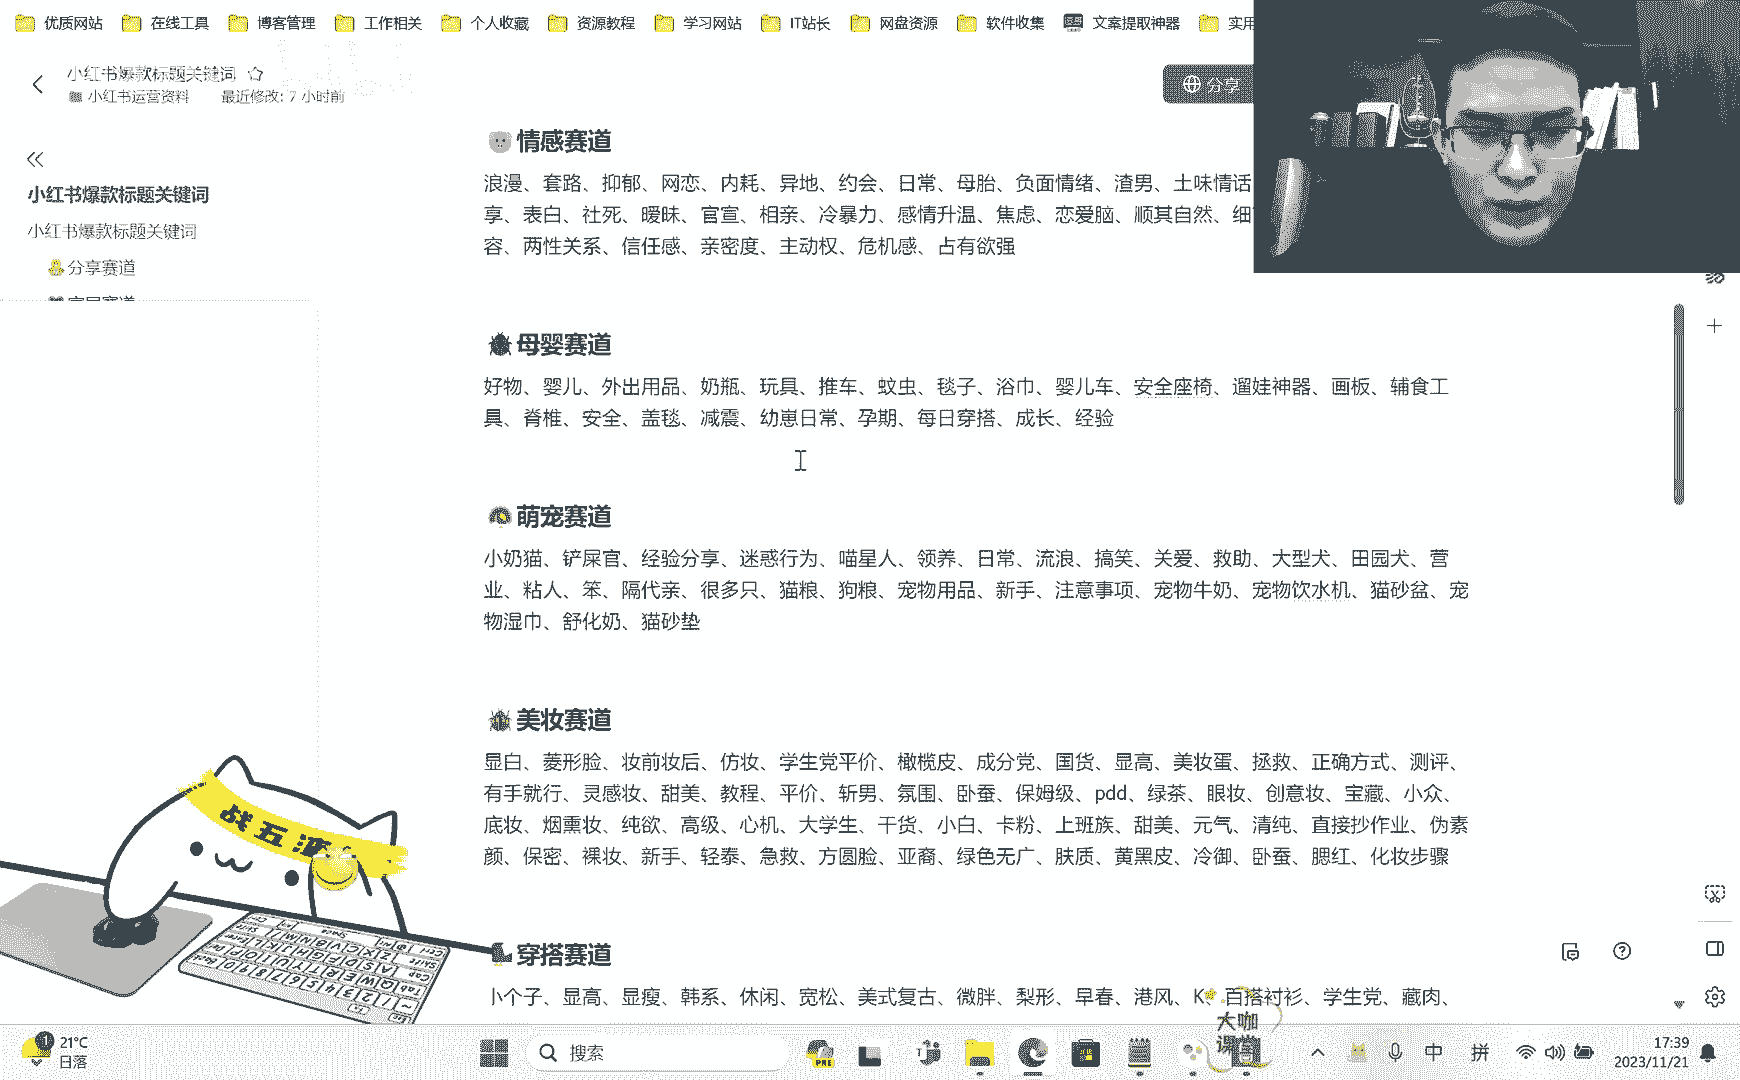 优质网站 在线工具 博客管理 工作相关 个人收藏 资源教程 学习网站 IT站长 网盘资源 软件收集 文案提取神器 实用
小红书爆款标题关键词
小红书运营资料 最近修改: 7 小时前
分享
小红书爆款标题关键词
小红书爆款标题关键词
分享赛道
情感赛道
浪漫、套路、抑郁、网恋、内耗、异地、约会、日常、母胎、负面情绪、渣男、土味情话
享、表白、社死、暧昧、官宣、相亲、冷暴力、感情升温、焦虑、恋爱脑、顺其自然、细
容、两性关系、信任感、亲密度、主动权、危机感、占有欲强
母婴赛道
好物、婴儿、外出用品、奶瓶、玩具、推车、蚊虫、毯子、浴巾、婴儿车、安全座椅、遛娃神器、画板、辅食工
具、脊椎、安全、盖毯、减震、幼崽日常、孕期、每日穿搭、成长、经验
萌宠赛道
小奶猫、铲屎官、经验分享、迷惑行为、喵星人、领养、日常、流浪、搞笑、关爱、救助、大型犬、田园犬、营
业、粘人、笨、隔代亲、很多只、猫粮、狗粮、宠物用品、新手、注意事项、宠物牛奶、宠物饮水机、猫砂盆、宠
物湿巾、舒化奶、猫砂垫
美妆赛道
显白、菱形脸、妆前妆后、仿妆、学生党平价、橄榄皮、成分党、国货、显高、美妆蛋、拯救、正确方式、测评、
有手就行、灵感妆、甜美、教程、平价、斩男、氛围、卧蚕、保姆级、pdd、绿茶、眼妆、创意妆、宝藏、小众、
底妆、烟熏妆、纯欲、高级、心机、大学生、干货、小白、卡粉、上班族、甜美、元气、清纯、直接抄作业、伪素
颜、保密、裸妆、新手、轻泰、急救、方圆脸、亚裔、绿色无广、肤质、黄黑皮、冷御、卧蚕、腮红、化妆步骤
穿搭赛道
小个子、显高、显瘦、韩系、休闲、宽松、美式复古、微胖、梨形、早春、港风、K、百搭衬衫、学生党、藏肉、
战五渣
大咖
课堂
21°C
日落
搜索
PRE
中 拼
17:39
2023/11/21